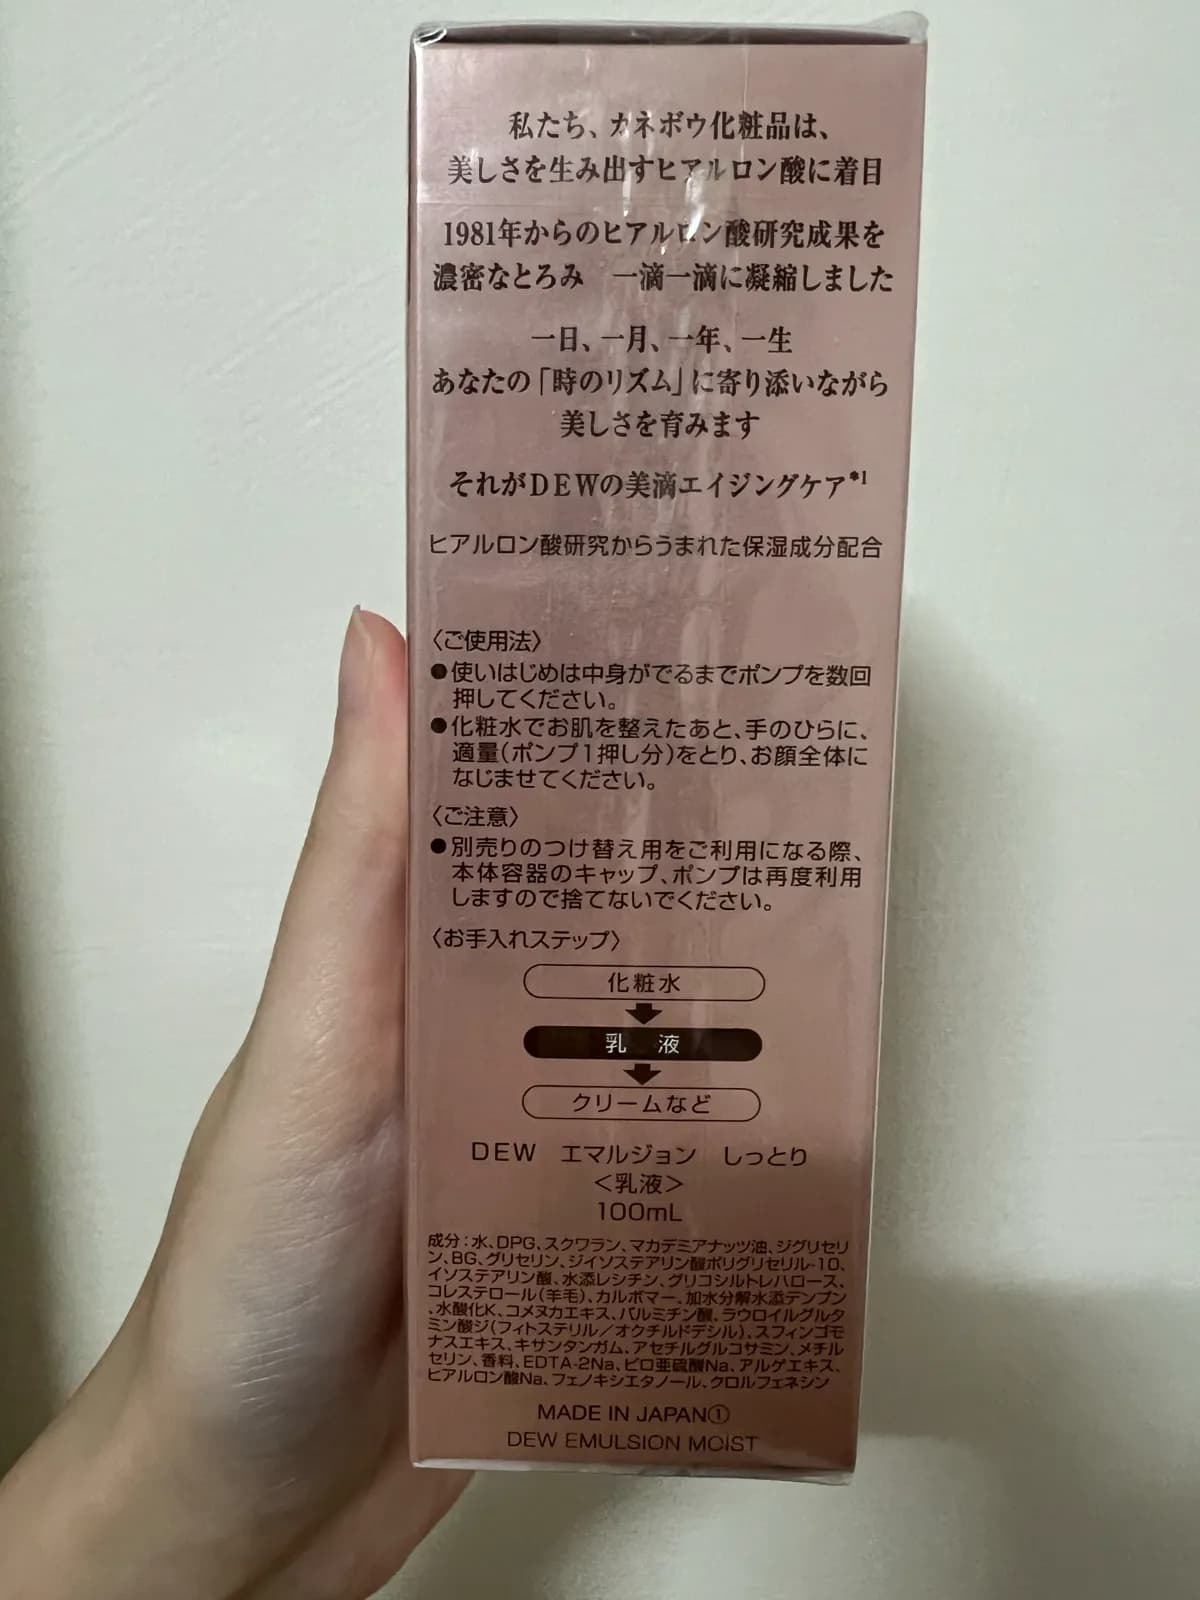 私たち、カネボウ化粧品は、
美しさを生み出すヒアルロン酸に着目
1981年からのヒアルロン酸研究成果を
濃密なとろみ 一滴一滴に凝縮しました
一日、一月、一年、一生
あなたの「時のリズム」に寄り添いながら
美しさを育みます
それがDEWの美滴エイジングケア*1
ヒアルロン酸研究からうまれた保湿成分配合
〈ご使用法〉
●使いはじめは中身がでるまでポンプを数回
押してください。
●化粧水でお肌を整えたあと、手のひらに、
適量(ポンプ1押し分)をとり、お顔全体に
なじませてください。
〈ご注意〉
●別売りのつけ替え用をご利用になる際、
本体容器のキャップ、ポンプは再度利用
しますので捨てないでください。
〈お手入れステップ〉
化粧水
乳 液
クリームなど
DEW エマルジョン しっとり
<乳液>
100mL
成分:水、DPG、スクワラン、マカデミアナッツ油、ジグリセリ
ン、BG、グリセリン、ジイソステアリン酸ポリグリセリル-10、
イソステアリン酸、水添レシチン、グリコシルトレハロース、
コレステロール(羊毛)、カルボマー、加水分解水添デンプン
、水酸化K、コメヌカエキス、パルミチン酸、ラウロイルグルタ
ミン酸ジ(フィトステリル/オクチルドデシル)、スフィンゴモ
ナスエキス、キサンタンガム、アセチルグルコサミン、メチル
セリン、香料、EDTA-2Na、ピロ亜硫酸Na、アルゲエキス、
ヒアルロン酸Na、フェノキシエタノール、クロルフェネシン
MADE IN JAPAN①
DEW EMULSION MOIST